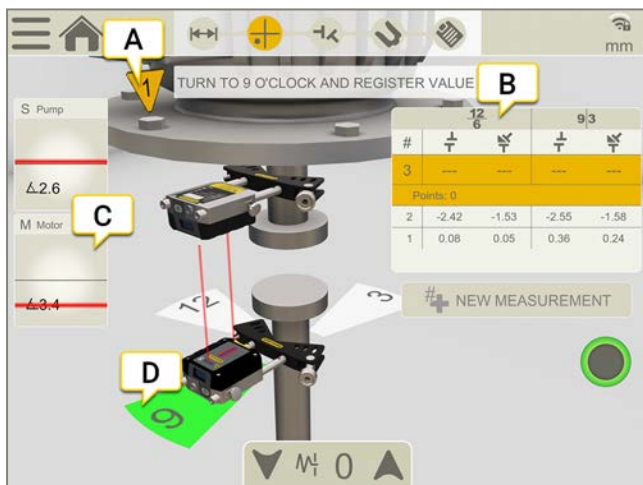 A
mm
1
TURN TO 9 O'CLOCK AND REGISTER VALUE
B
S Pump
∡2.6
M Motor
∡3.4
C
12
6
9 3
#
3 --- --- --- ---
Points: 0
2 -2.42 -1.53 -2.55 -1.58
1 0.08 0.05 0.36 0.24
# NEW MEASUREMENT
12
3
D
9
0